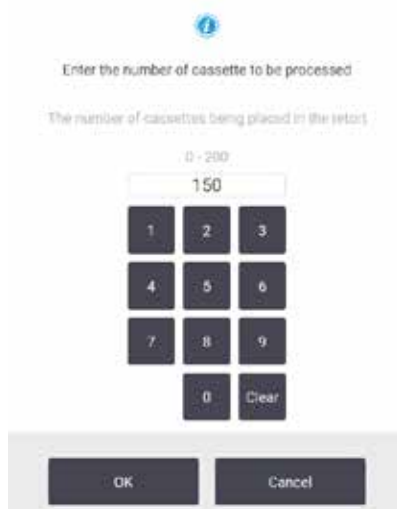 Enter the number of cassette to be processed
The number of cassettes being placed in the retort
0 - 200
150
1 2 3
4 5 6
7 8 9
0 Clear
OK Cancel